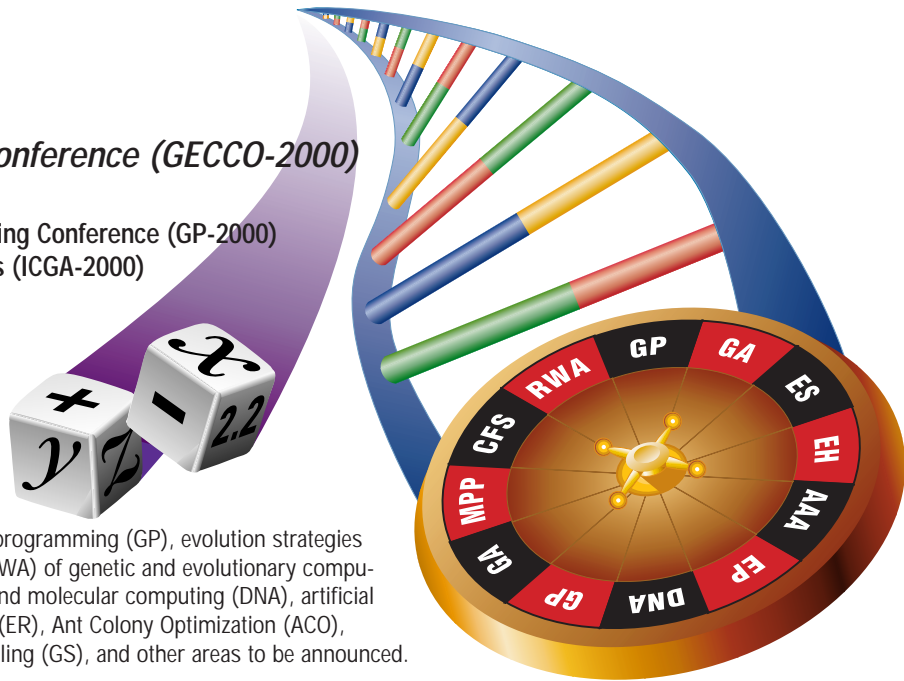 onference (GECCO-2000)
ing Conference (GP-2000)
s (ICGA-2000)
+
y
z
x
-
2.2
GP
GA
ES
EH
AAA
EP
DNA
GP
GA
MPP
CFS
RWA
programming (GP), evolution strategies
WA) of genetic and evolutionary compu-
nd molecular computing (DNA), artificial
(ER), Ant Colony Optimization (ACO),
ling (GS), and other areas to be announced.